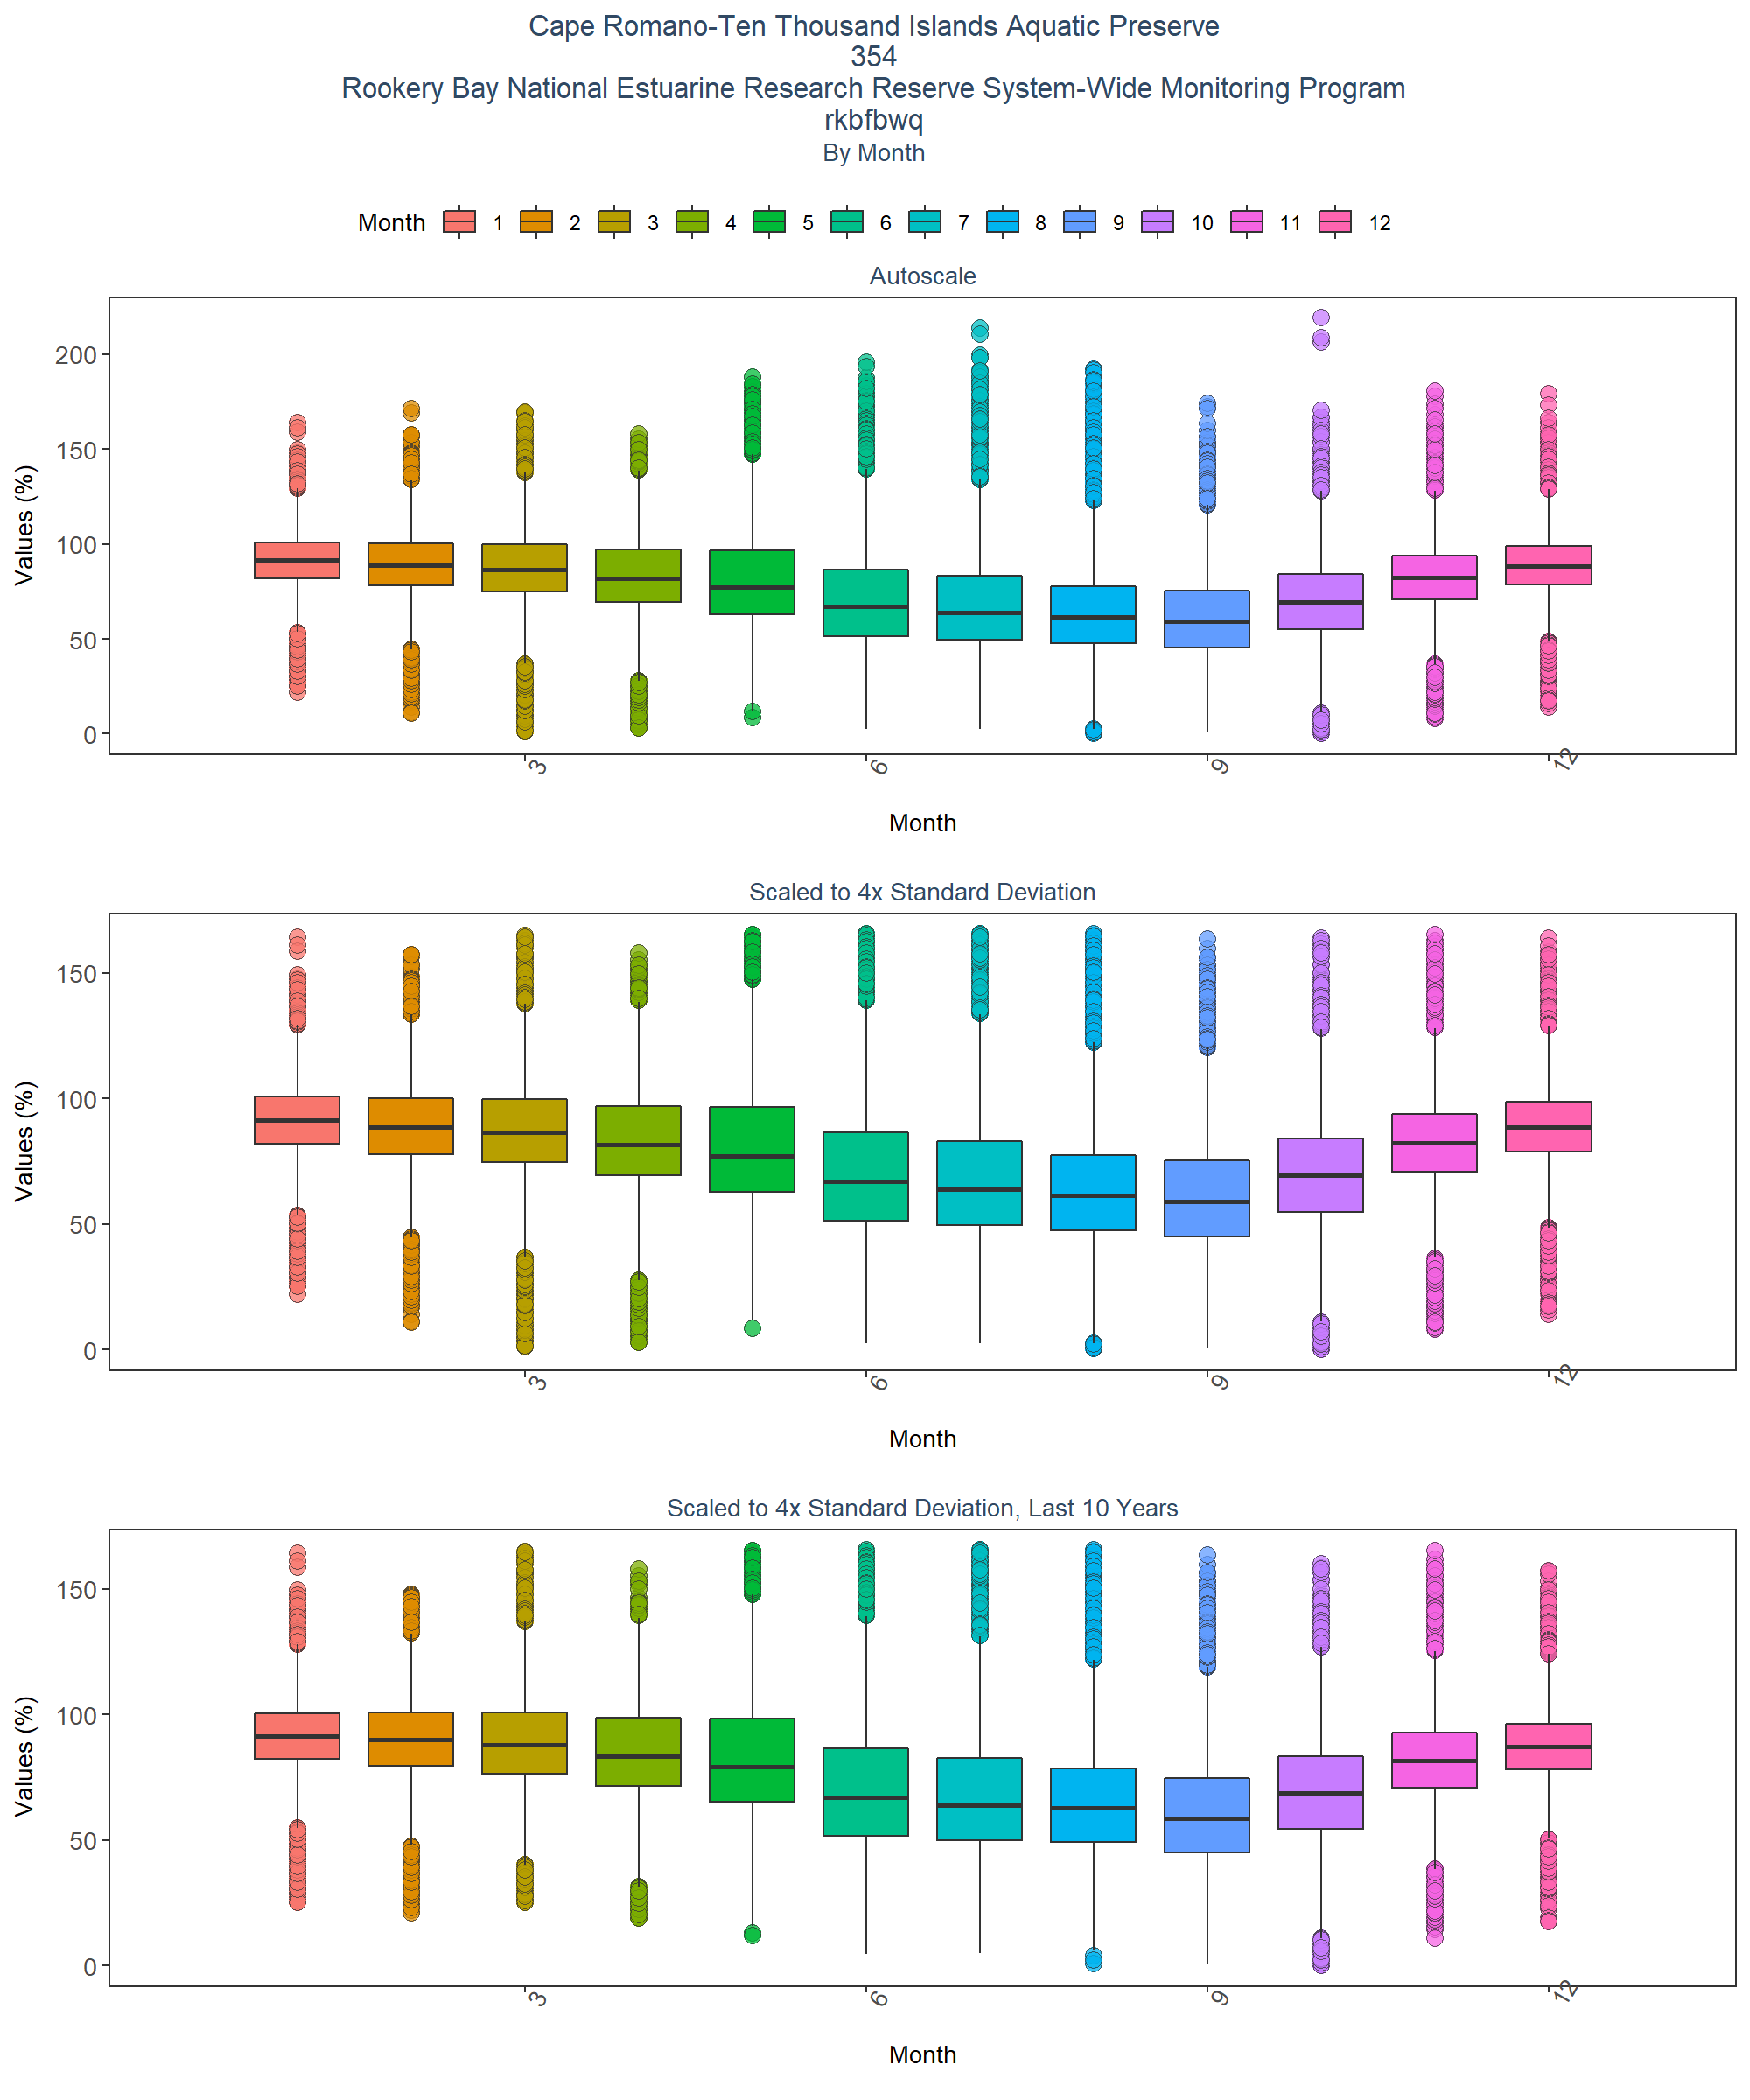 Cape Romano-Ten Thousand Islands Aquatic Preserve
354
Rookery Bay National Estuarine Research Reserve System-Wide Monitoring Program
rkbfbwq
By Month
Month 1 2 3 4 5 6 7 8 9 10 11 12
Autoscale
Values (%)
200
150
100
50
0
3 6 9 12
Month
Scaled to 4x Standard Deviation
Values (%)
150
100
50
0
3 6 9 12
Month
Scaled to 4x Standard Deviation, Last 10 Years
Values (%)
150
100
50
0
3 6 9 12
Month